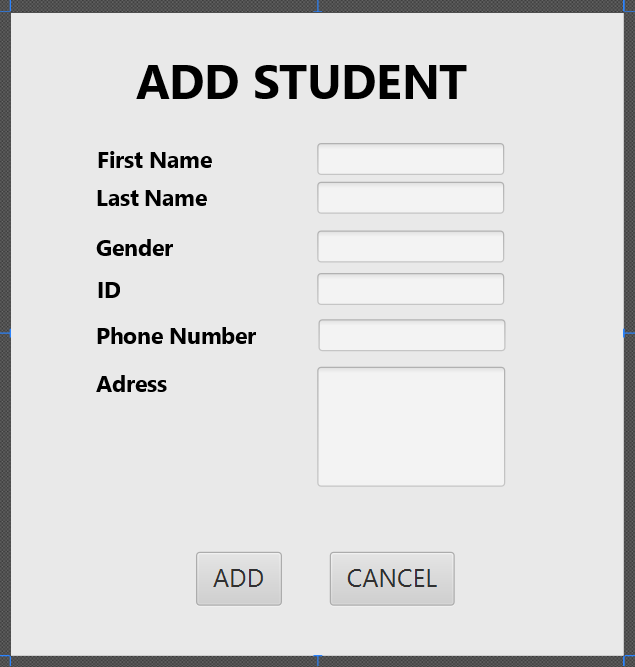 ADD STUDENT
First Name
Last Name
Gender
ID
Phone Number
Adress
ADD CANCEL